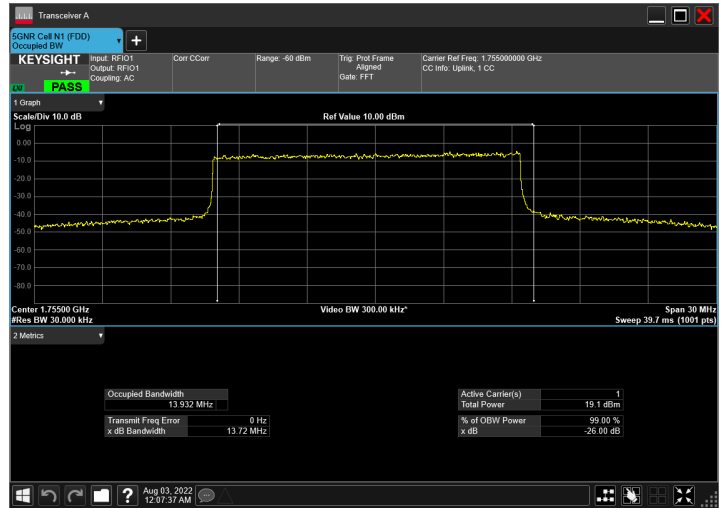 Transceiver A
5GNR Cell N1 (FDD)
Occupied BW
KEYSIGHT
LXI
PASS
Input: RFIO1
Output: RFIO1
Coupling: AC
Corr CCorr
Range: -60 dBm
Trig: Prot Frame
Aligned
Gate: FFT
Carrier Ref Freq: 1.755000000 GHz
CC Info: Uplink, 1 CC
1 Graph
Scale/Div 10.0 dB
Ref Value 10.00 dBm
Log
0.00
-10.0
-20.0
-30.0
-40.0
-50.0
-60.0
-70.0
-80.0
Center 1.75500 GHz
Video BW 300.00 kHz*
Span 30 MHz
#Res BW 30.000 kHz
Sweep 39.7 ms (1001 pts)
2 Metrics
Occupied Bandwidth
13.932 MHz
Transmit Freq Error 0 Hz
x dB Bandwidth 13.72 MHz
Active Carrier(s) 1
Total Power 19.1 dBm
% of OBW Power 99.00 %
x dB -26.00 dB
Aug 03, 2022
12:07:37 AM